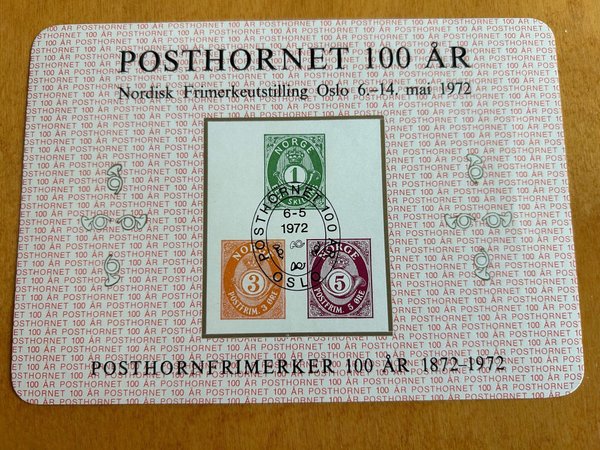 POSTHORNET 100 ÅR
Nordisk Frimerkeutstilling Oslo 6.–14. mai 1972
NORGE
1
SKILL
POSTHORNET 100 ÅR
6-5
1972
OSLO
NORGE
3
POSTFRIM. 3 ØRE
NORGE
5
POSTFRIM. 5 ØRE
POSTHORNFRIMERKER 100 ÅR 1872-1972